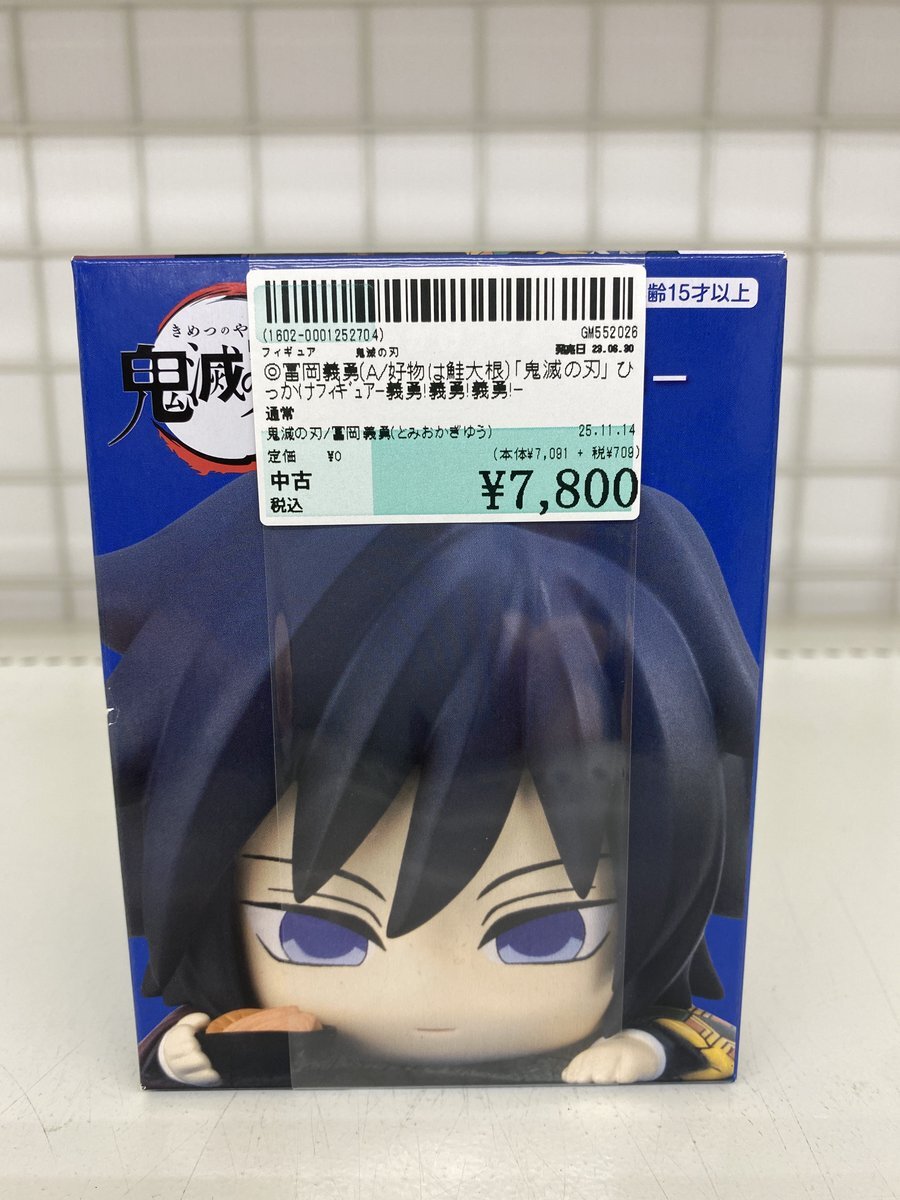 きめつのや
鬼滅の
齢15才以上
(1602-0001252704)
GM552026
フィギュア 鬼滅の刃
発売日 23.06.30
◎冨岡義勇(A/好物は鮭大根)「鬼滅の刃」 ひ
っかけフィギュアー義勇!義勇!義勇!ー
通常
鬼滅の刃/冨岡義勇(とみおかぎゆう)
25.11.14
定価 ¥0
(本体¥7,091 + 税¥709)
中古
税込
¥7,800